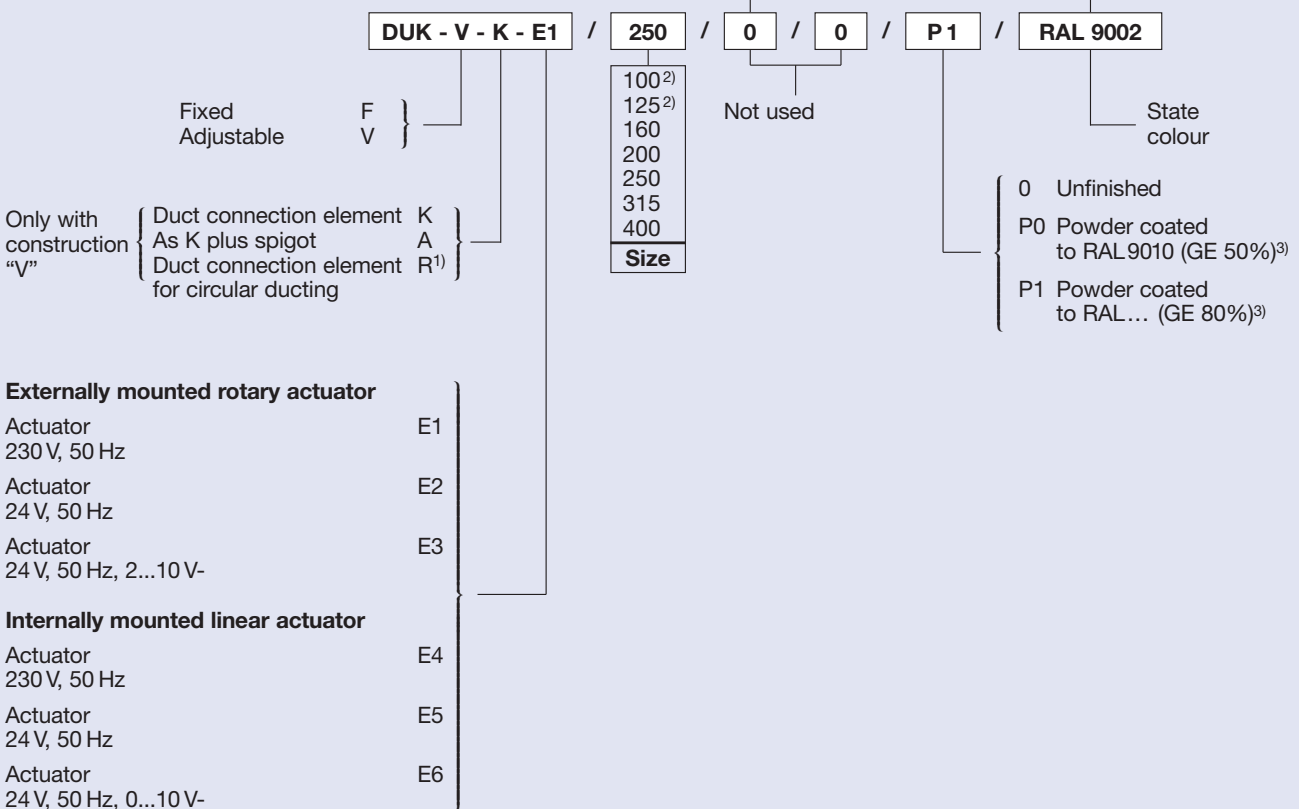 DUK - V - K - E1 / 250 / 0 / 0 / P1 / RAL 9002
100 2)
125 2)
160
200
250
315
400
Size
Fixed F
Adjustable V
Not used
State
colour
Only with
construction
“V”
Duct connection element K
As K plus spigot A
Duct connection element R1)
for circular ducting
0 Unfinished
P0 Powder coated
to RAL 9010 (GE 50%)3)
P1 Powder coated
to RAL... (GE 80%)3)
Externally mounted rotary actuator
Actuator E1
230 V, 50 Hz
Actuator E2
24 V, 50 Hz
Actuator E3
24 V, 50 Hz, 2...10 V-
Internally mounted linear actuator
Actuator E4
230 V, 50 Hz
Actuator E5
24 V, 50 Hz
Actuator E6
24 V, 50 Hz, 0...10 V-